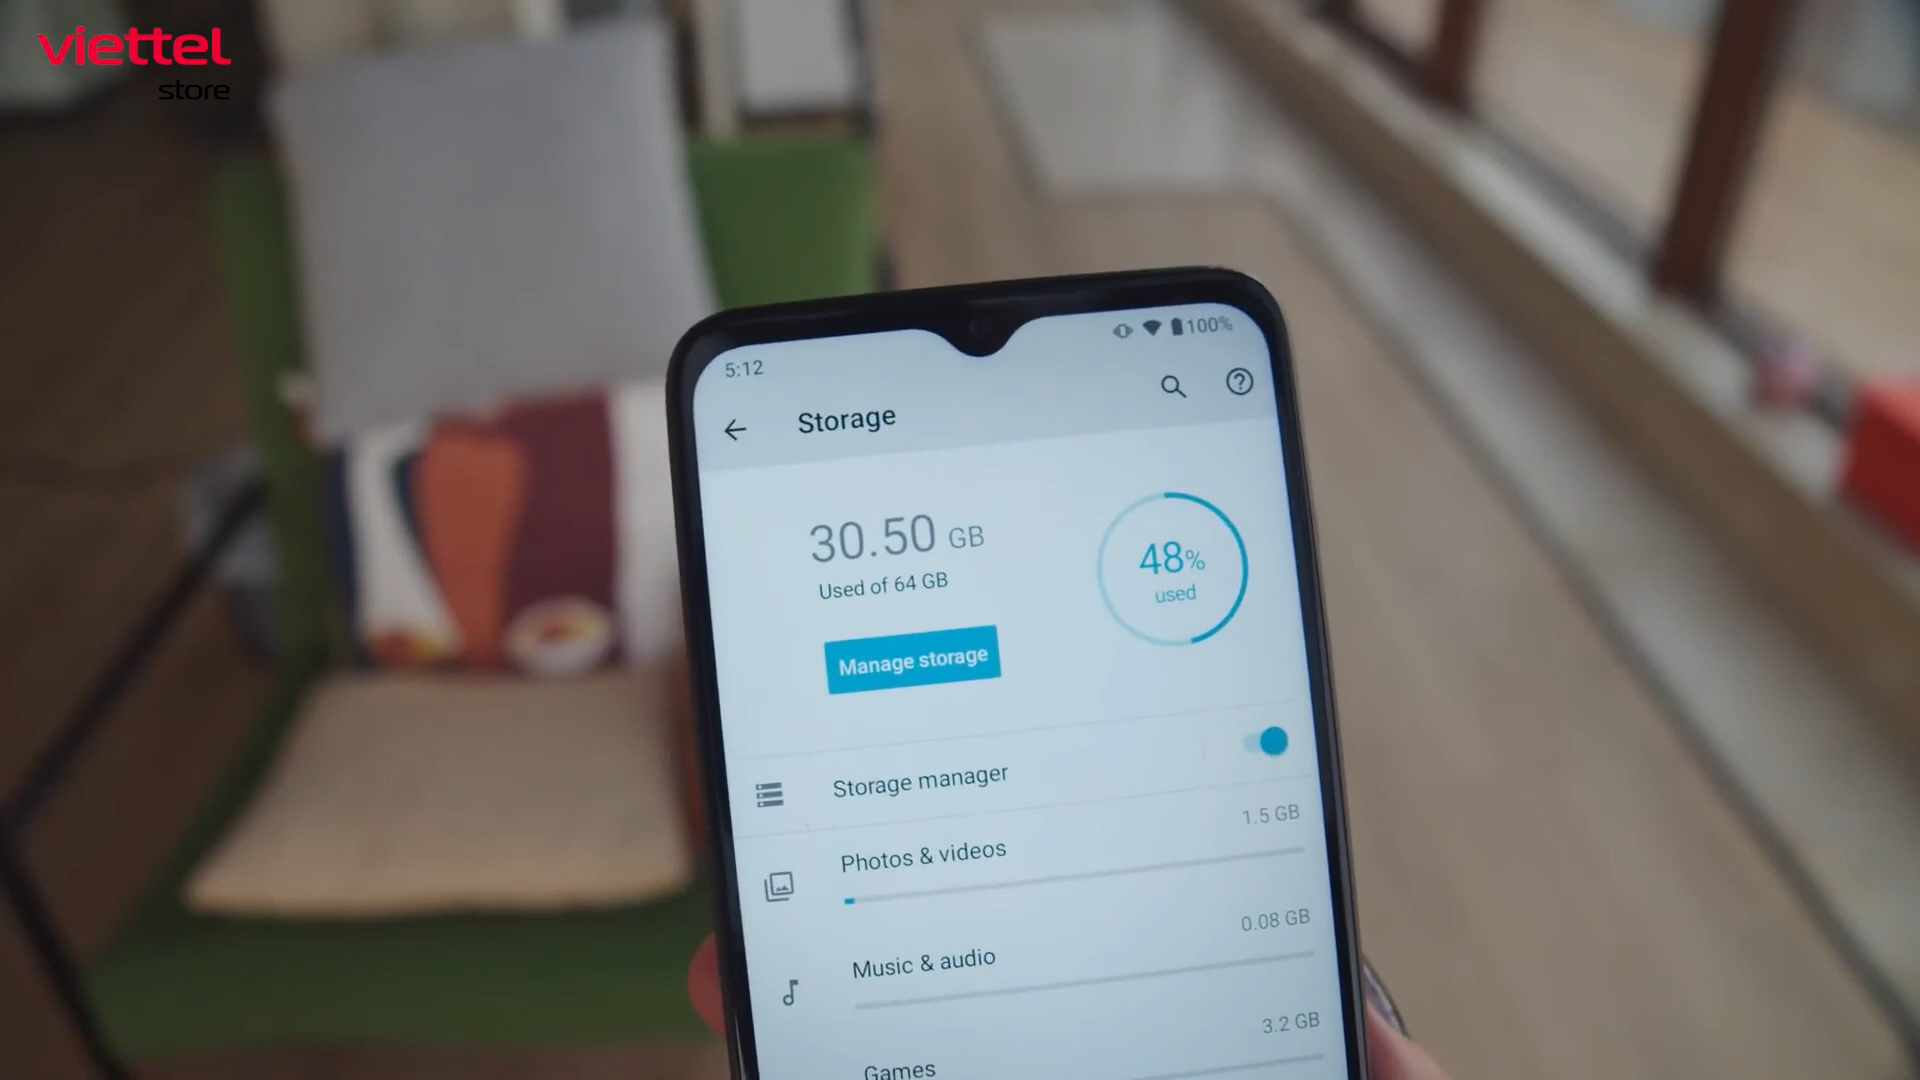 viettel
store
5:12
100%
Storage
30.50 GB
Used of 64 GB
48%
used
Manage storage
Storage manager
1.5 GB
Photos & videos
0.08 GB
Music & audio
3.2 GB
Games